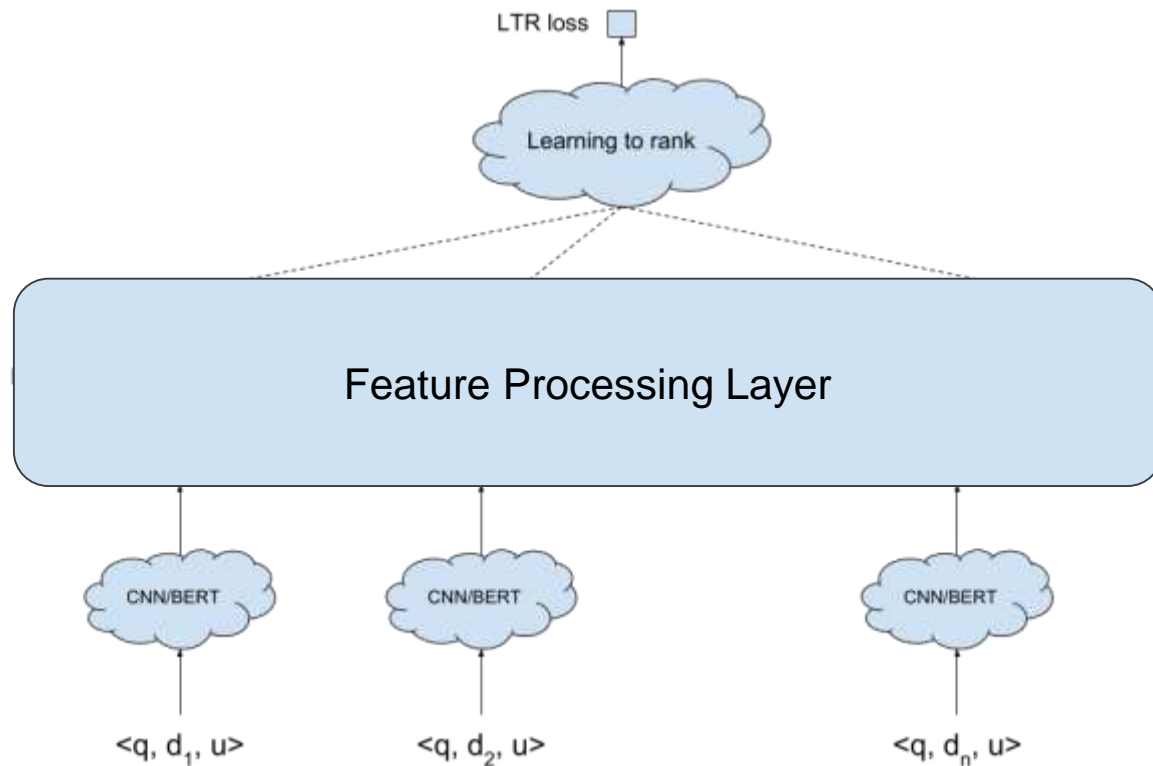 LTR loss
Learning to rank
Feature Processing Layer
CNN/BERT CNN/BERT CNN/BERT
<q, d₁, u> <q, d₂, u> <q, dₙ, u>